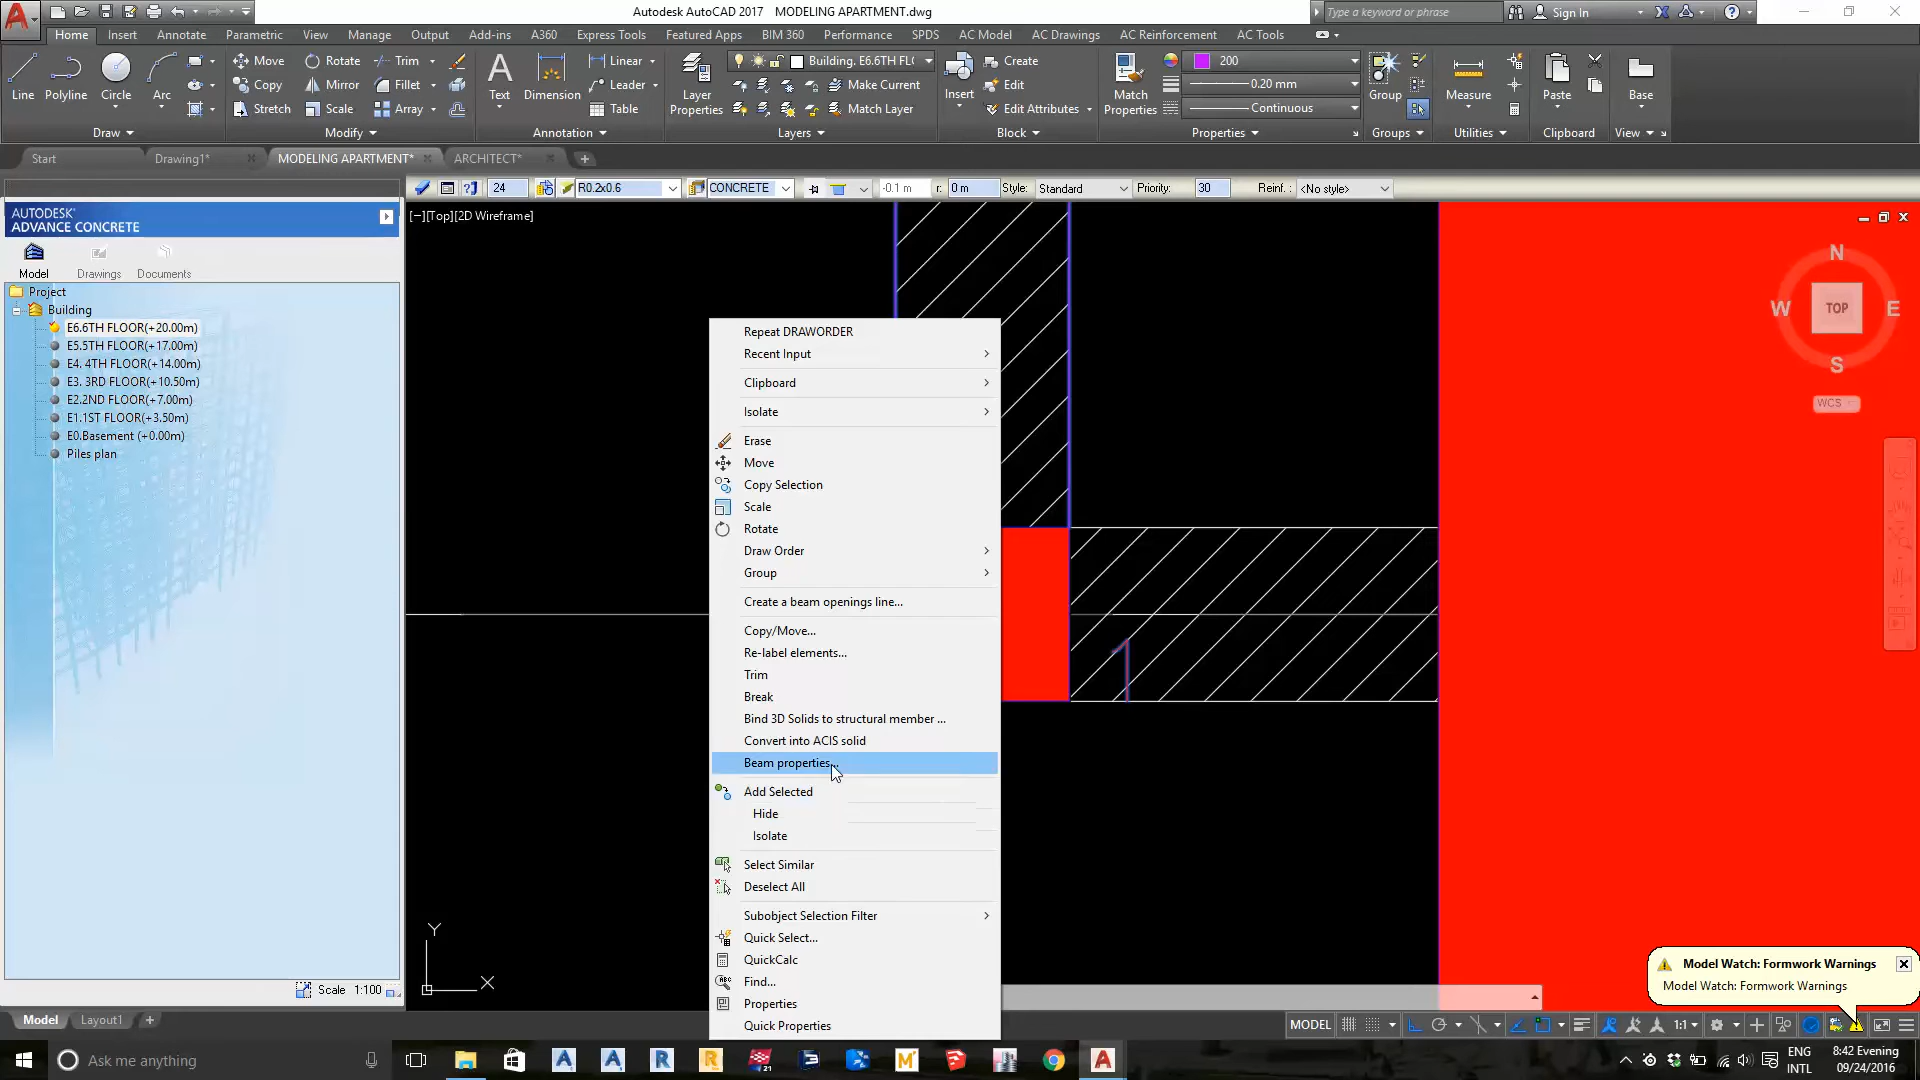 Autodesk AutoCAD 2017 MODELING APARTMENT.dwg
Type a keyword or phrase
Sign In
Home Insert Annotate Parametric View Manage Output Add-ins A360 Express Tools Featured Apps BIM 360 Performance SPDS AC Model AC Drawings AC Reinforcement AC Tools
Line Polyline Circle Arc
Draw
Move Rotate Trim
Copy Mirror Fillet
Stretch Scale Array
Modify
Text Dimension
Linear
Leader
Table
Annotation
Layer Properties
Building. E6.6TH FL
Make Current
Match Layer
Layers
Insert
Create
Edit
Edit Attributes
Block
Match Properties
200
0.20 mm
Continuous
Properties
Group
Groups
Measure
Utilities
Paste
Clipboard
Base
View
Start Drawing1* MODELING APARTMENT* ARCHITECT*
24 R0.2x0.6 CONCRETE -0.1 m r: 0 m Style: Standard Priority: 30 Reinf. : <No style>
AUTODESK®
ADVANCE CONCRETE
Model Drawings Documents
Project
Building
E6.6TH FLOOR(+20.00m)
E5.5TH FLOOR(+17.00m)
E4. 4TH FLOOR(+14.00m)
E3. 3RD FLOOR(+10.50m)
E2.2ND FLOOR(+7.00m)
E1.1ST FLOOR(+3.50m)
E0.Basement (+0.00m)
Piles plan
Scale 1:100
[−][Top][2D Wireframe]
N
W TOP E
S
WCS
1
Y
X
Repeat DRAWORDER
Recent Input
Clipboard
Isolate
Erase
Move
Copy Selection
Scale
Rotate
Draw Order
Group
Create a beam openings line...
Copy/Move...
Re-label elements...
Trim
Break
Bind 3D Solids to structural member ...
Convert into ACIS solid
Beam properties...
Add Selected
Hide
Isolate
Select Similar
Deselect All
Subobject Selection Filter
Quick Select...
QuickCalc
Find...
Properties
Quick Properties
Model Watch: Formwork Warnings
Model Watch: Formwork Warnings
Model Layout1
MODEL 1:1
Ask me anything
ENG
INTL
8:42 Evening
09/24/2016